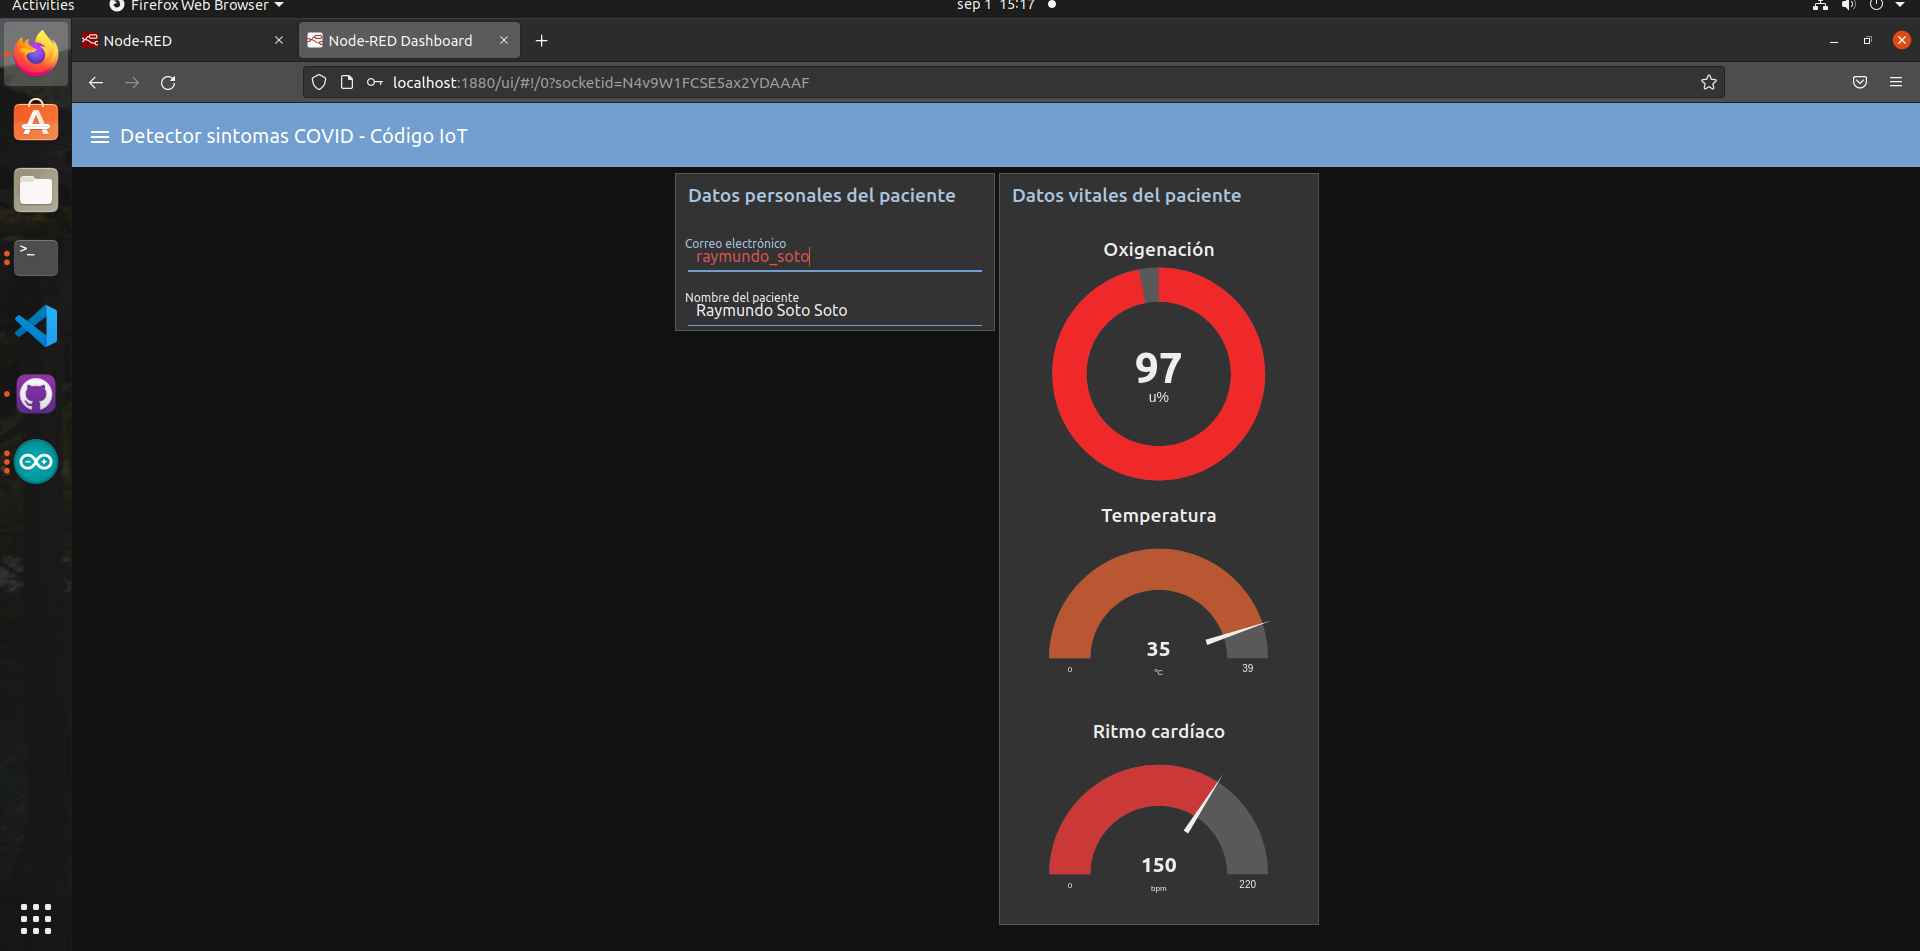 Activities
Firefox Web Browser
sep 1 15:17
Node-RED
Node-RED Dashboard
localhost:1880/ui/#!/0?socketid=N4v9W1FCSE5ax2YDAAAF
Detector sintomas COVID - Código IoT
Datos personales del paciente
Correo electrónico
raymundo_soto
Nombre del paciente
Raymundo Soto Soto
Datos vitales del paciente
Oxigenación
97
u%
Temperatura
35
0
ºC
39
Ritmo cardíaco
150
0
bpm
220